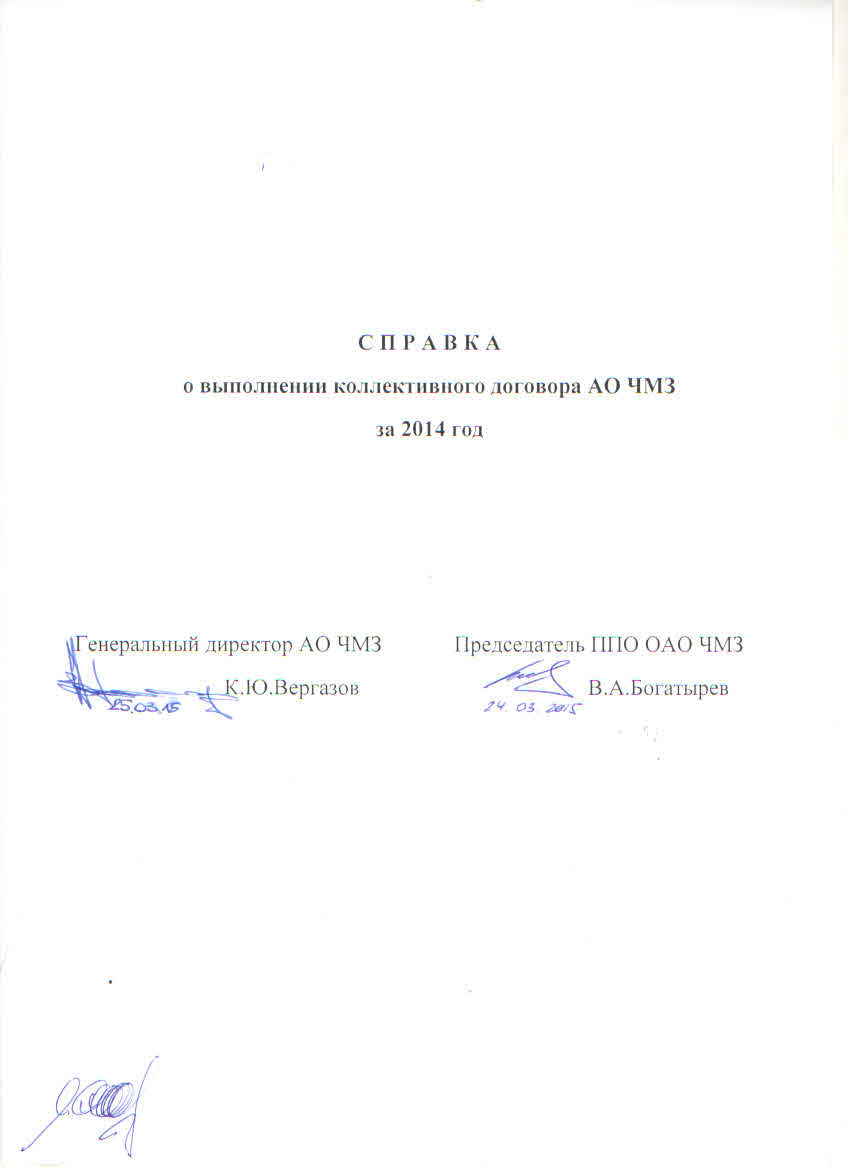 С П Р А В К А
о выполнении коллективного договора АО ЧМЗ
за 2014 год
Генеральный директор АО ЧМЗ
К.Ю.Вергазов
25.03.15
Председатель ППО ОАО ЧМЗ
В.А.Богатырев
24. 03. 2015